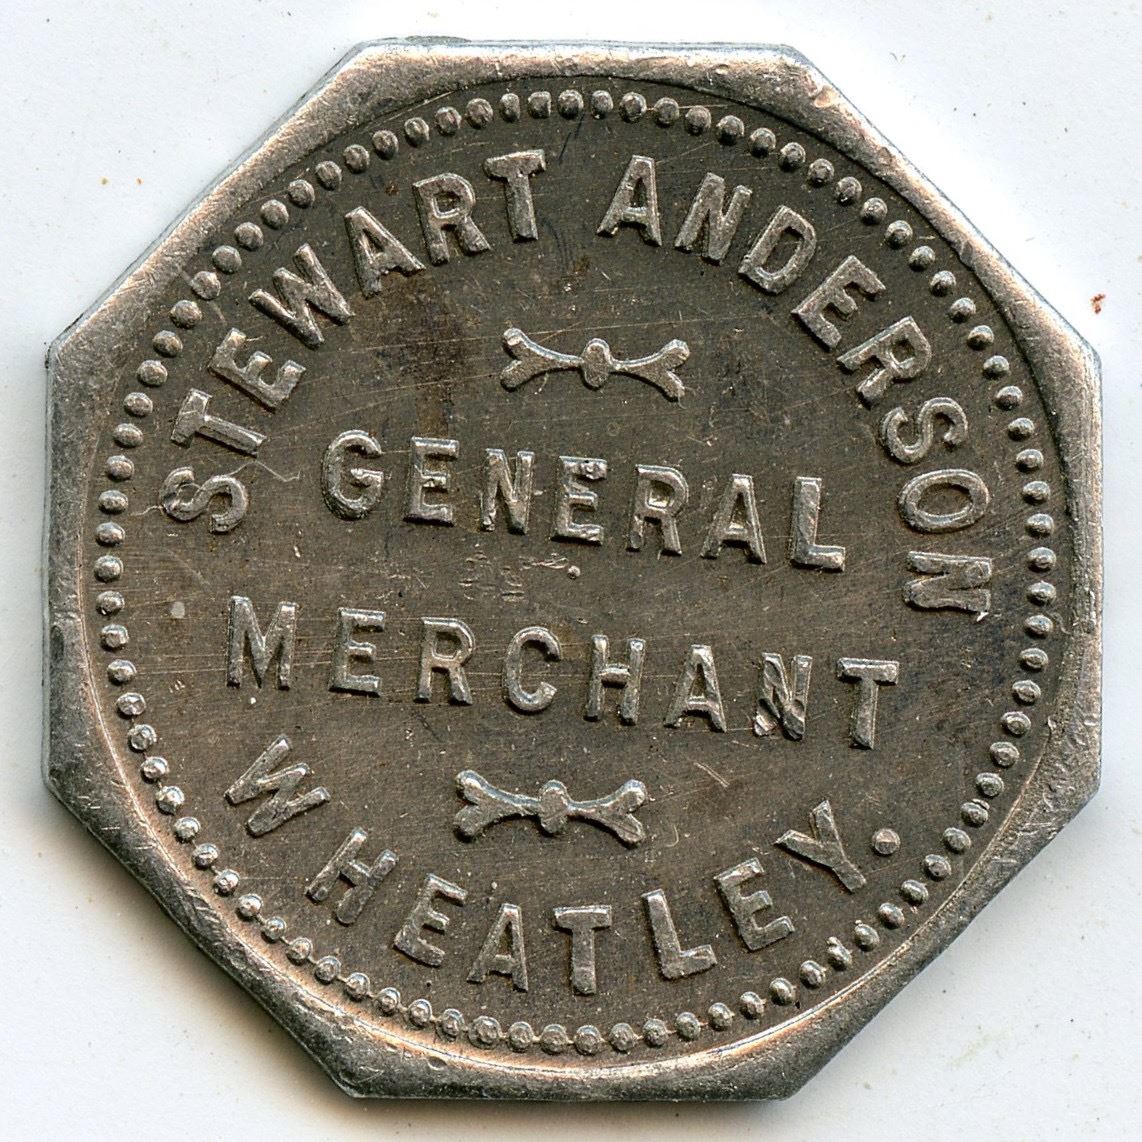 STEWART ANDERSON
GENERAL
MERCHANT
WHEATLEY.